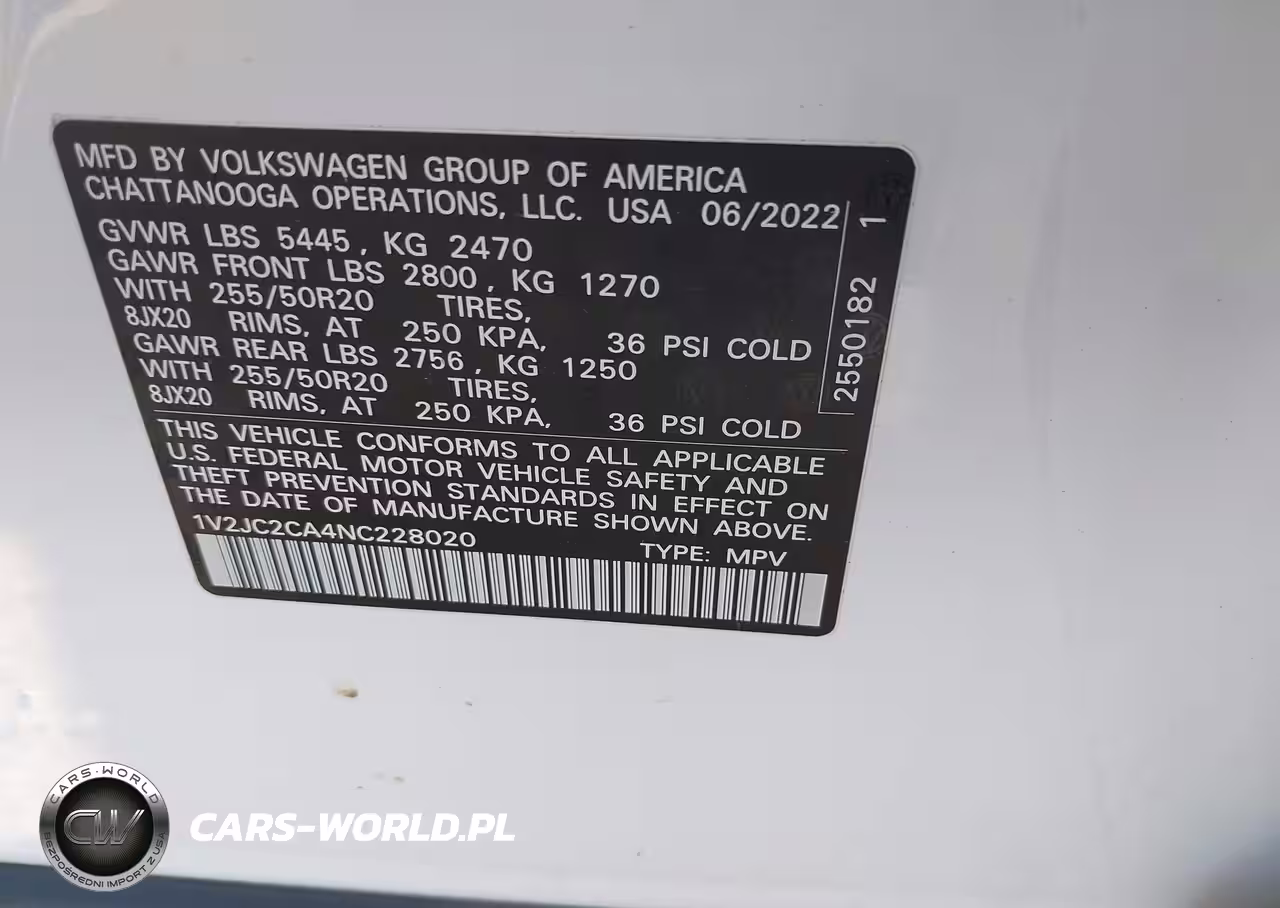 MFD BY VOLKSWAGEN GROUP OF AMERICA
CHATTANOOGA OPERATIONS, LLC. USA 06/2022
GVWR LBS 5445, KG 2470
GAWR FRONT LBS 2800, KG 1270
WITH 255/50R20 TIRES,
8JX20 RIMS, AT 250 KPA, 36 PSI COLD
GAWR REAR LBS 2756, KG 1250
WITH 255/50R20 TIRES,
8JX20 RIMS, AT 250 KPA, 36 PSI COLD
2550182 1
THIS VEHICLE CONFORMS TO ALL APPLICABLE
U.S. FEDERAL MOTOR VEHICLE SAFETY AND
THEFT PREVENTION STANDARDS IN EFFECT ON
THE DATE OF MANUFACTURE SHOWN ABOVE.
1V2JC2CA4NC228020 TYPE: MPV
CARS-WORLD
CW
BEZPOŚREDNI IMPORT Z USA
CARS-WORLD.PL